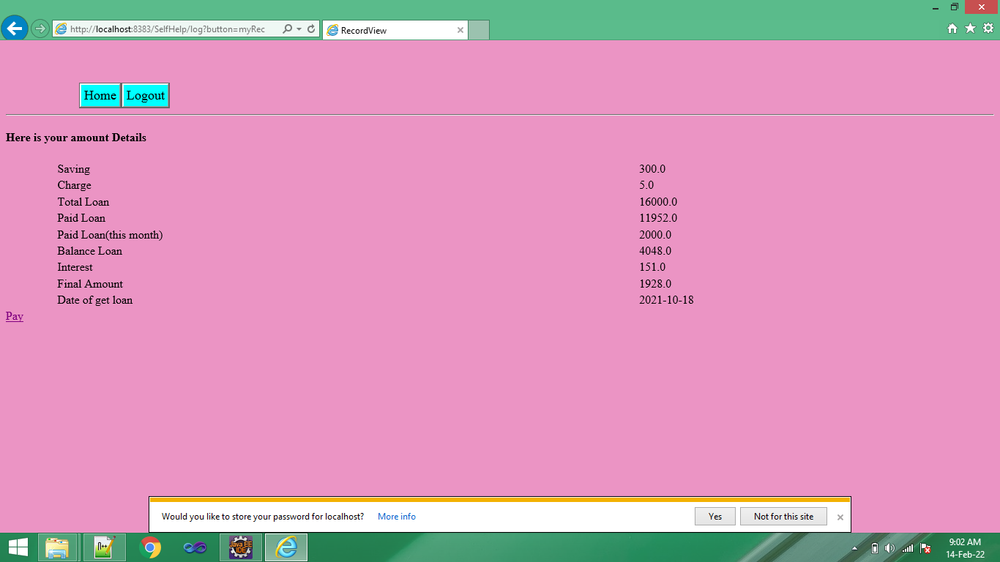 http://localhost:8383/SelfHelp/log?button=myRec
RecordView
Home Logout
Here is your amount Details
Saving 300.0
Charge 5.0
Total Loan 16000.0
Paid Loan 11952.0
Paid Loan(this month) 2000.0
Balance Loan 4048.0
Interest 151.0
Final Amount 1928.0
Date of get loan 2021-10-18
Pay
Would you like to store your password for localhost? More info Yes Not for this site
Java EE
IDE
9:02 AM
14-Feb-22